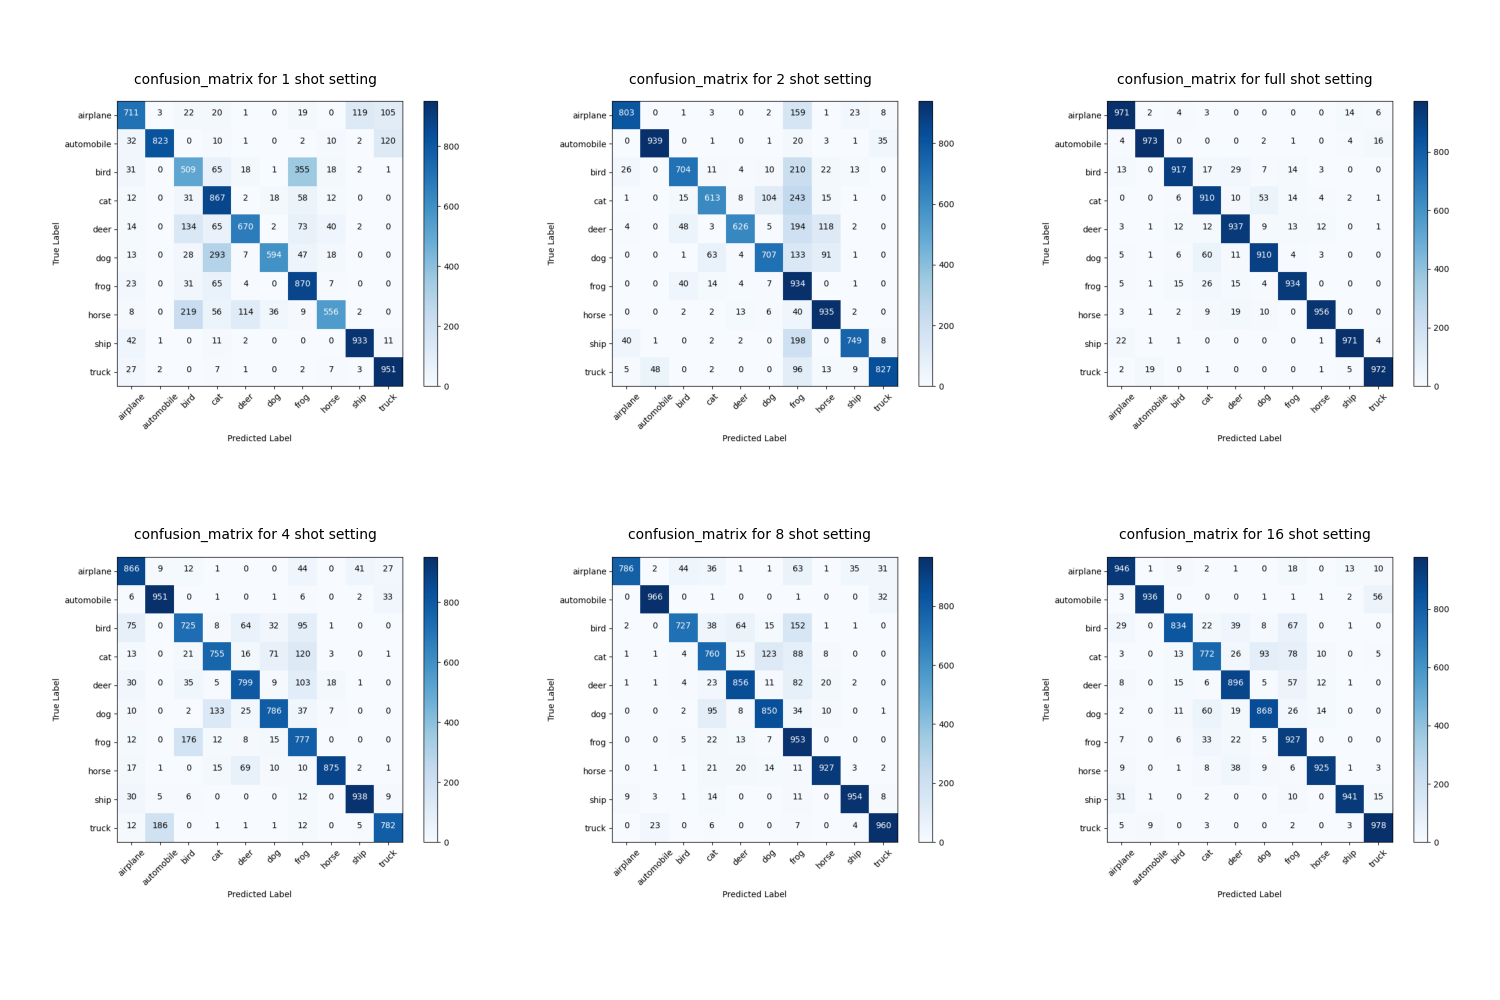 confusion_matrix for 1 shot setting
airplane 711 3 22 20 1 0 19 0 119 105
automobile 32 823 0 10 1 0 2 10 2 120
800
bird 31 0 509 65 18 1 355 18 2 1
cat 12 0 31 867 2 18 58 12 0 0
600
deer 14 0 134 65 670 2 73 40 2 0
True Label
dog 13 0 28 293 7 594 47 18 0 0
400
frog 23 0 31 65 4 0 870 7 0 0
horse 8 0 219 56 114 36 9 556 2 0
200
ship 42 1 0 11 2 0 0 0 933 11
truck 27 2 0 7 1 0 2 7 3 951
0
airplane automobile bird cat deer dog frog horse ship truck
Predicted Label
confusion_matrix for 2 shot setting
airplane 803 0 1 3 0 2 159 1 23 8
automobile 0 939 0 1 0 1 20 3 1 35
800
bird 26 0 704 11 4 10 210 22 13 0
cat 1 0 15 613 8 104 243 15 1 0
600
deer 4 0 48 3 626 5 194 118 2 0
True Label
dog 0 0 1 63 4 707 133 91 1 0
400
frog 0 0 40 14 4 7 934 0 1 0
horse 0 0 2 2 13 6 40 935 2 0
200
ship 40 1 0 2 2 0 198 0 749 8
truck 5 48 0 2 0 0 96 13 9 827
0
airplane automobile bird cat deer dog frog horse ship truck
Predicted Label
confusion_matrix for full shot setting
airplane 971 2 4 3 0 0 0 0 14 6
automobile 4 973 0 0 0 2 1 0 4 16
800
bird 13 0 917 17 29 7 14 3 0 0
cat 0 0 6 910 10 53 14 4 2 1
600
deer 3 1 12 12 937 9 13 12 0 1
True Label
dog 5 1 6 60 11 910 4 3 0 0
400
frog 5 1 15 26 15 4 934 0 0 0
horse 3 1 2 9 19 10 0 956 0 0
200
ship 22 1 1 0 0 0 1 0 971 4
truck 2 19 0 1 0 0 0 1 5 972
0
airplane automobile bird cat deer dog frog horse ship truck
Predicted Label
confusion_matrix for 4 shot setting
airplane 866 9 12 1 0 0 44 0 41 27
automobile 6 951 1 0 0 1 6 0 2 33
800
bird 75 0 725 8 64 32 95 1 0 0
cat 13 0 21 755 16 71 120 3 0 1
600
deer 30 0 35 5 799 9 103 18 1 0
True Label
dog 10 0 2 133 25 786 37 7 0 0
400
frog 12 0 176 12 8 15 777 0 0 0
horse 17 1 0 15 69 10 10 875 2 1
200
ship 30 5 6 0 0 0 12 0 938 9
truck 12 186 0 1 1 1 12 0 5 782
0
airplane automobile bird cat deer dog frog horse ship truck
Predicted Label
confusion_matrix for 8 shot setting
airplane 786 2 44 36 1 1 63 1 35 31
automobile 0 966 0 1 0 0 1 0 0 32
800
bird 2 0 727 38 64 15 152 1 1 0
cat 1 1 4 760 15 123 88 8 0 0
600
deer 1 1 4 23 856 11 82 20 2 0
True Label
dog 0 0 2 95 8 850 34 10 0 1
400
frog 0 0 5 22 13 7 953 0 0 0
horse 0 1 1 21 20 14 11 927 3 2
200
ship 9 3 1 14 0 0 11 0 954 8
truck 0 23 0 6 0 0 7 0 4 960
0
airplane automobile bird cat deer dog frog horse ship truck
Predicted Label
confusion_matrix for 16 shot setting
airplane 946 1 9 2 1 0 18 0 13 10
automobile 3 936 0 0 0 1 1 1 2 56
800
bird 29 0 834 22 39 8 67 0 1 0
cat 3 0 13 772 26 93 78 10 0 5
600
deer 8 0 15 6 896 5 57 12 1 0
True Label
dog 2 0 11 60 19 868 26 14 0 0
400
frog 7 0 6 33 22 5 927 0 0 0
horse 9 0 1 8 38 9 6 925 1 3
200
ship 31 1 0 2 0 0 10 0 941 15
truck 5 9 0 3 0 0 2 0 3 978
0
airplane automobile bird cat deer dog frog horse ship truck
Predicted Label